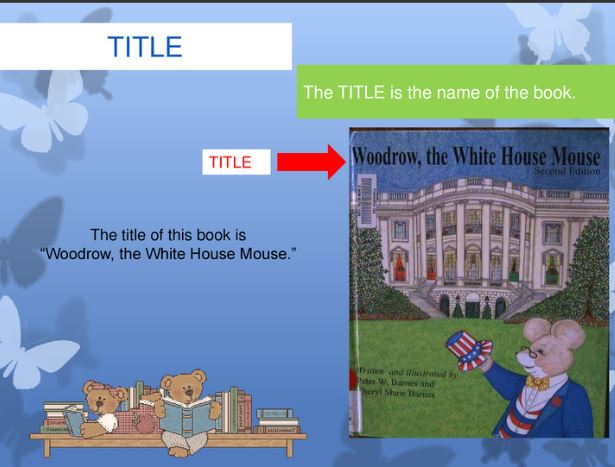 TITLE
The TITLE is the name of the book.
TITLE
Woodrow, the White House Mouse
Second Edition
The title of this book is
“Woodrow, the White House Mouse.”
Written and illustrated by
Peter W. Barnes and
Cheryl Shaw Barnes